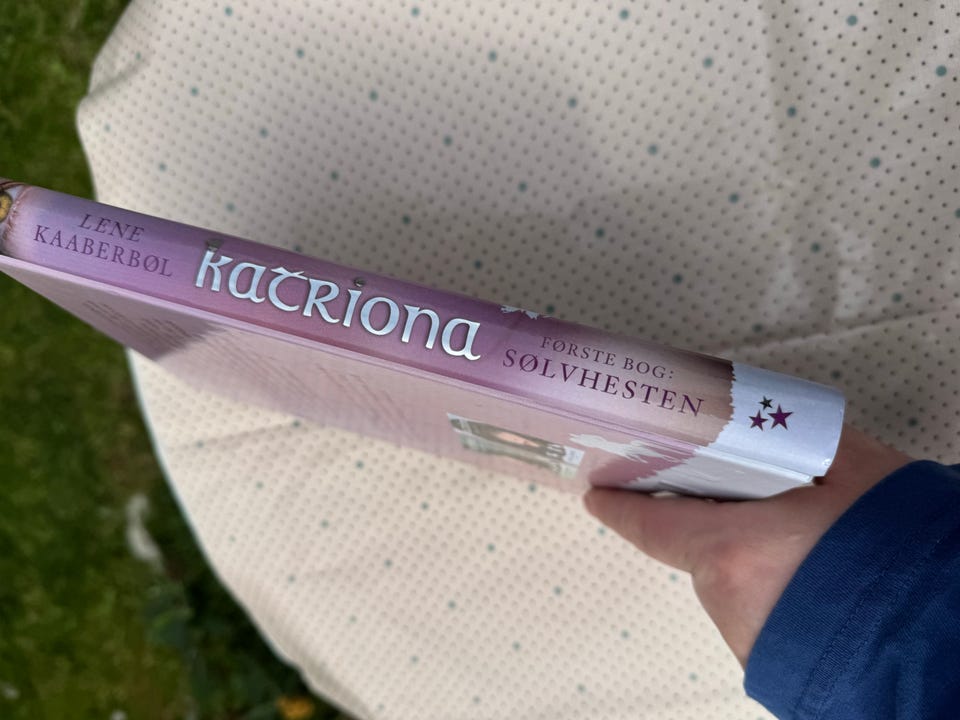 LENE
KAABERBØL
KATRIONA
FØRSTE BOG:
SØLVHESTEN